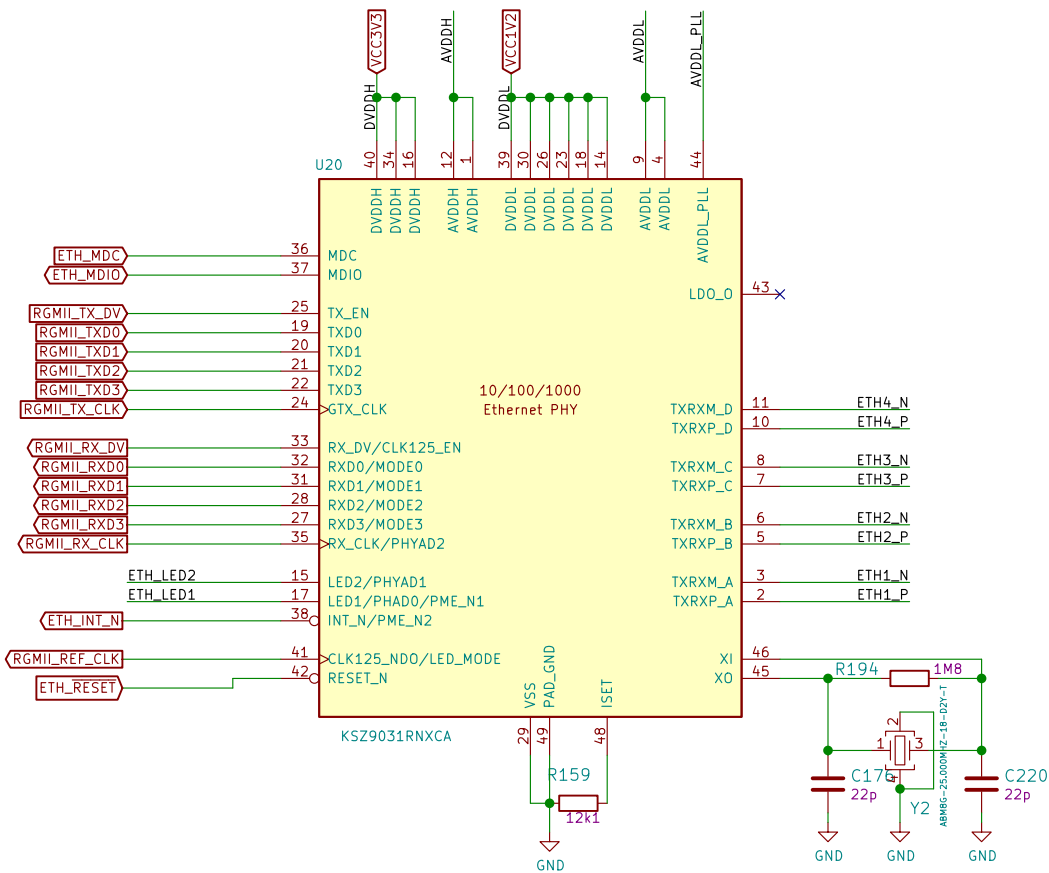 VCC3V3
AVDDH
VCC1V2
AVDDL
AVDDL_PLL
DVDDH
DVDDL
U20
40
34
16
12
1
39
30
26
23
18
14
9
4
44
DVDDH
DVDDH
DVDDH
AVDDH
AVDDH
DVDDL
DVDDL
DVDDL
DVDDL
DVDDL
DVDDL
AVDDL
AVDDL
AVDDL_PLL
ETH_MDC 36 MDC
ETH_MDIO 37 MDIO
LDO_O 43
RGMII_TX_DV 25 TX_EN
RGMII_TXD0 19 TXD0
RGMII_TXD1 20 TXD1
RGMII_TXD2 21 TXD2
RGMII_TXD3 22 TXD3
RGMII_TX_CLK 24 GTX_CLK
10/100/1000
Ethernet PHY
TXRXM_D 11 ETH4_N
TXRXP_D 10 ETH4_P
RGMII_RX_DV 33 RX_DV/CLK125_EN
RGMII_RXD0 32 RXD0/MODE0
RGMII_RXD1 31 RXD1/MODE1
RGMII_RXD2 28 RXD2/MODE2
RGMII_RXD3 27 RXD3/MODE3
RGMII_RX_CLK 35 RX_CLK/PHYAD2
TXRXM_C 8 ETH3_N
TXRXP_C 7 ETH3_P
TXRXM_B 6 ETH2_N
TXRXP_B 5 ETH2_P
ETH_LED2 15 LED2/PHYAD1
ETH_LED1 17 LED1/PHAD0/PME_N1
ETH_INT_N 38 INT_N/PME_N2
TXRXM_A 3 ETH1_N
TXRXP_A 2 ETH1_P
RGMII_REF_CLK 41 CLK125_NDO/LED_MODE
ETH_RESET 42 RESET_N
XI 46
XO 45
R194 1M8
VSS
PAD_GND
ISET
KSZ9031RNXCA
29
49
48
R159
12k1
GND
2
1
3
4
ABM8G-25.000MHZ-18-D2Y-T
Y2
C176
22p
C220
22p
GND
GND
GND